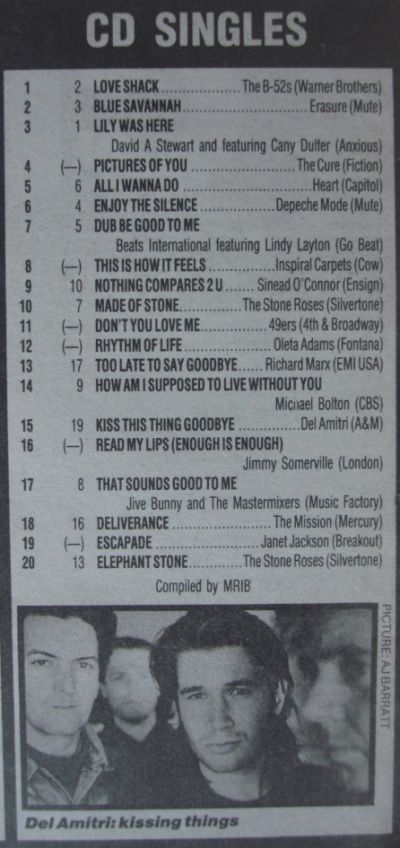 CD SINGLES
1 2 LOVE SHACK ................ The B-52s (Warner Brothers)
2 3 BLUE SAVANNAH ........................ Erasure (Mute)
3 1 LILY WAS HERE
David A Stewart and featuring Cany Dulfer (Anxious)
4 (—) PICTURES OF YOU ...................... The Cure (Fiction)
5 6 ALL I WANNA DO .......................... Heart (Capitol)
6 4 ENJOY THE SILENCE ............... Depeche Mode (Mute)
7 5 DUB BE GOOD TO ME
Beats International featuring Lindy Layton (Go Beat)
8 (—) THIS IS HOW IT FEELS ............. Inspiral Carpets (Cow)
9 10 NOTHING COMPARES 2 U ....... Sinead O'Connor (Ensign)
10 7 MADE OF STONE ............... The Stone Roses (Silvertone)
11 (—) DON'T YOU LOVE ME ............... 49ers (4th & Broadway)
12 (—) RHYTHM OF LIFE .................... Oleta Adams (Fontana)
13 17 TOO LATE TO SAY GOODBYE ...... Richard Marx (EMI USA)
14 9 HOW AM I SUPPOSED TO LIVE WITHOUT YOU
Michael Bolton (CBS)
15 19 KISS THIS THING GOODBYE ............. Del Amitri (A&M)
16 (—) READ MY LIPS (ENOUGH IS ENOUGH)
Jimmy Somerville (London)
17 8 THAT SOUNDS GOOD TO ME
Jive Bunny and The Mastermixers (Music Factory)
18 16 DELIVERANCE .................... The Mission (Mercury)
19 (—) ESCAPADE ..................... Janet Jackson (Breakout)
20 13 ELEPHANT STONE ............ The Stone Roses (Silvertone)
Compiled by MRIB
PICTURE: AJ BARRATT
Del Amitri: kissing things